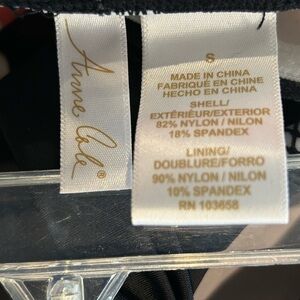 Anne Cole®
S
MADE IN CHINA
FABRIQUÉ EN CHINE
HECHO EN CHINA
SHELL/
EXTÉRIEUR/EXTERIOR
82% NYLON / NILON
18% SPANDEX
LINING/
DOUBLURE/FORRO
90% NYLON / NILON
10% SPANDEX
RN 103658